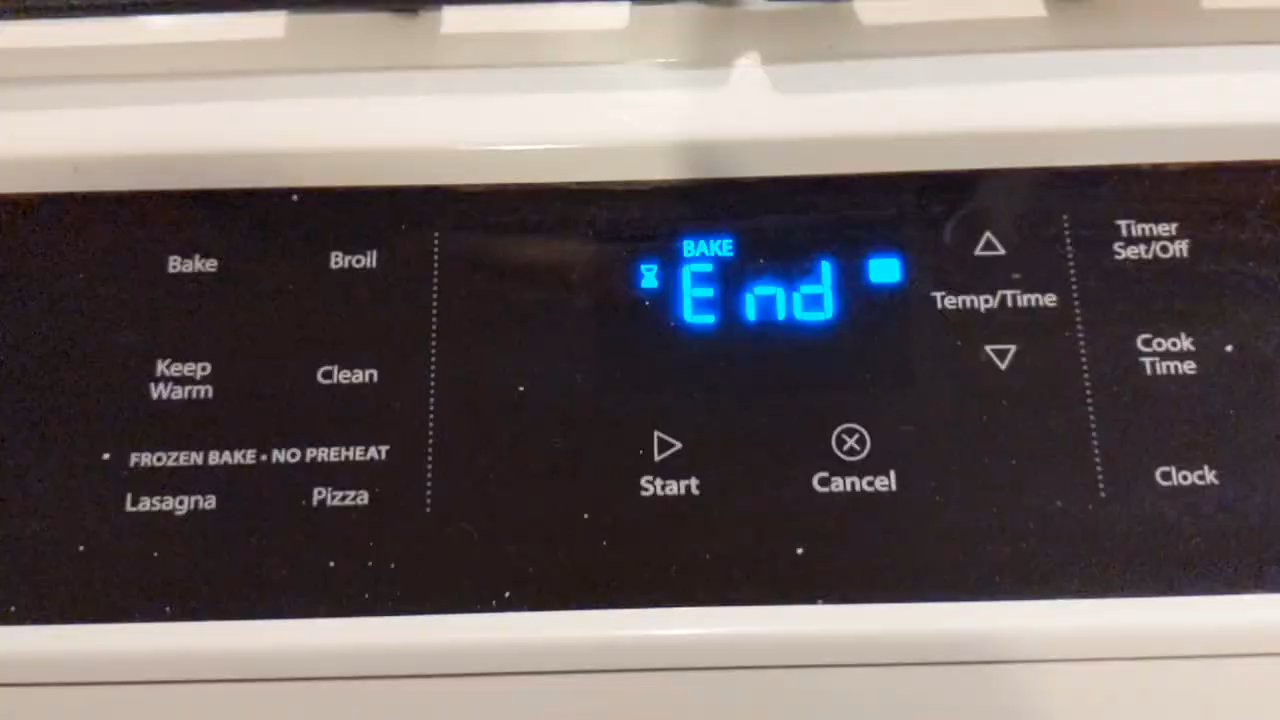 Bake
Broil
Keep
Warm
Clean
FROZEN BAKE • NO PREHEAT
Lasagna
Pizza
BAKE
End
Start
Cancel
Temp/Time
Timer
Set/Off
Cook
Time
Clock